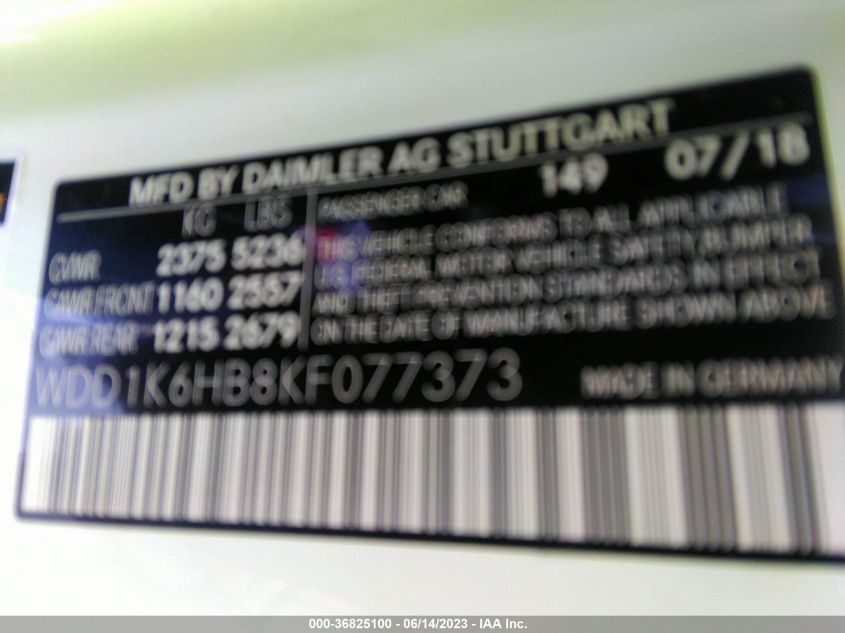 MFD BY DAIMLER AG STUTTGART
KG LBS
GVWR 2375 5236
GAWR FRONT 1160 2557
GAWR REAR 1215 2679
PASSENGER CAR 149 07/18
THE VEHICLE CONFORMS TO ALL APPLICABLE
U.S. FEDERAL MOTOR VEHICLE SAFETY, BUMPER
AND THEFT PREVENTION STANDARDS IN EFFECT
ON THE DATE OF MANUFACTURE SHOWN ABOVE
WDD1K6HB8KF077373 MADE IN GERMANY
000-36825100 - 06/14/2023 - IAA Inc.